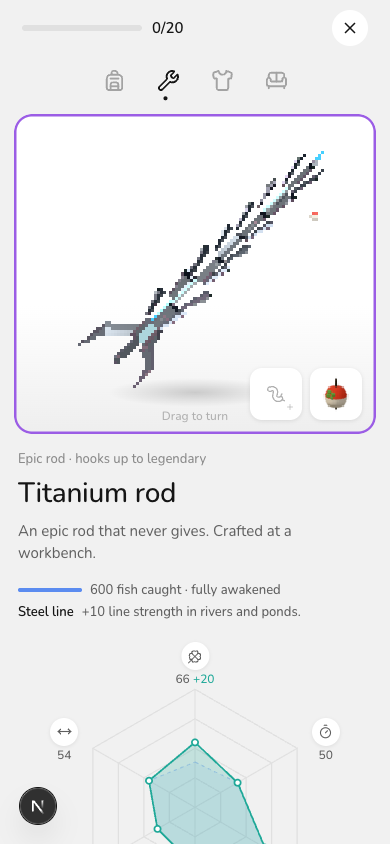 0/20
Drag to turn
Epic rod · hooks up to legendary
Titanium rod
An epic rod that never gives. Crafted at a
workbench.
600 fish caught · fully awakened
Steel line +10 line strength in rivers and ponds.
66 +20
54
50
N